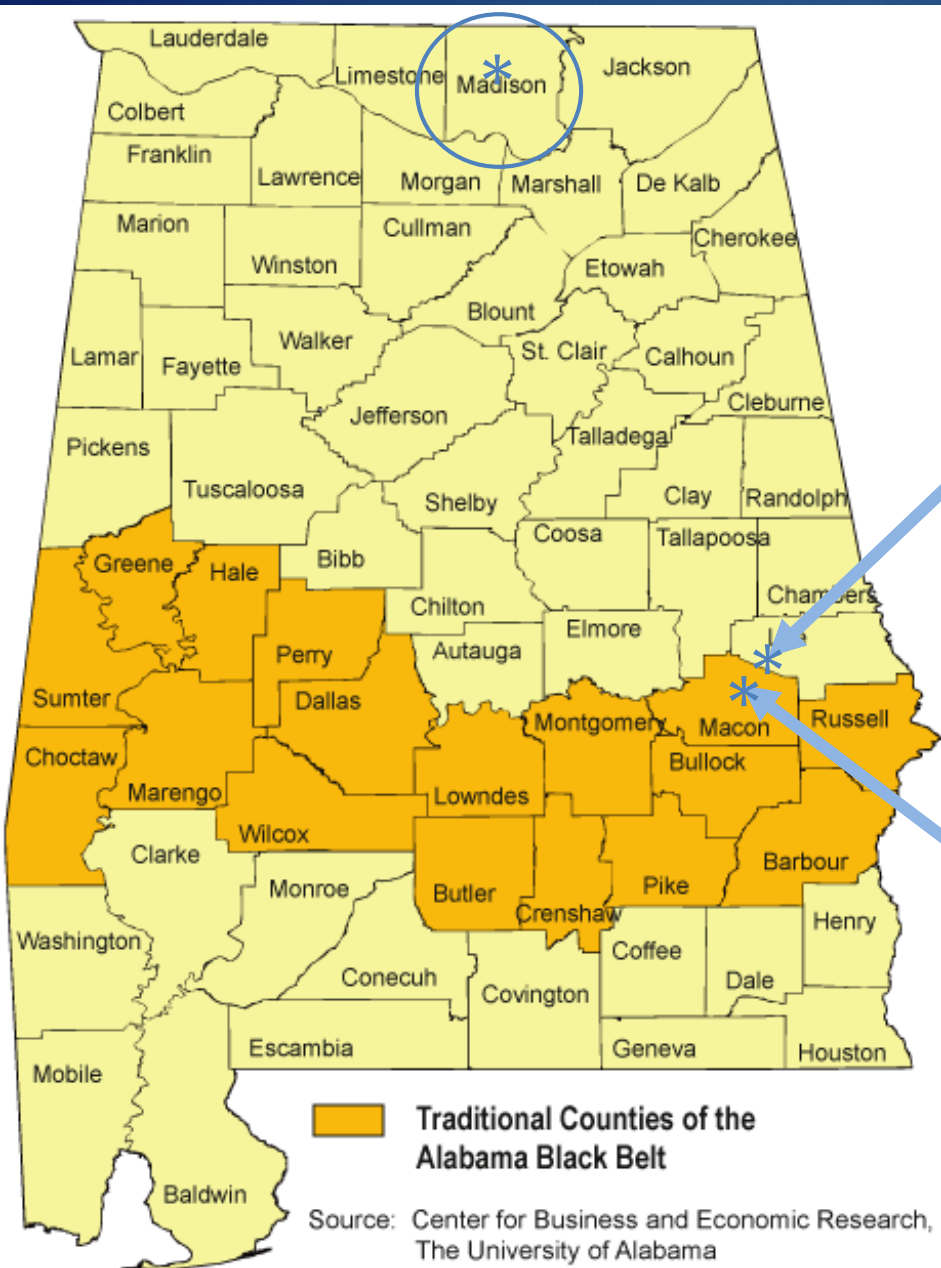 Lauderdale
Limestone
*
Madison
Jackson
Colbert
Franklin
Lawrence
Morgan
Marshall
De Kalb
Marion
Cullman
Cherokee
Winston
Etowah
Blount
Walker
St. Clair
Calhoun
Lamar
Fayette
Cleburne
Jefferson
Talladega
Pickens
Tuscaloosa
Shelby
Clay
Randolph
Coosa
Tallapoosa
Greene
Hale
Bibb
Chambers
Chilton
Elmore
Autauga
Perry
*
Sumter
Dallas
*
Montgomery
Macon
Russell
Choctaw
Bullock
Marengo
Lowndes
Wilcox
Clarke
Barbour
Monroe
Butler
Pike
Crenshaw
Henry
Washington
Coffee
Conecuh
Dale
Covington
Escambia
Geneva
Houston
Mobile
Traditional Counties of the
Alabama Black Belt
Baldwin
Source: Center for Business and Economic Research,
The University of Alabama